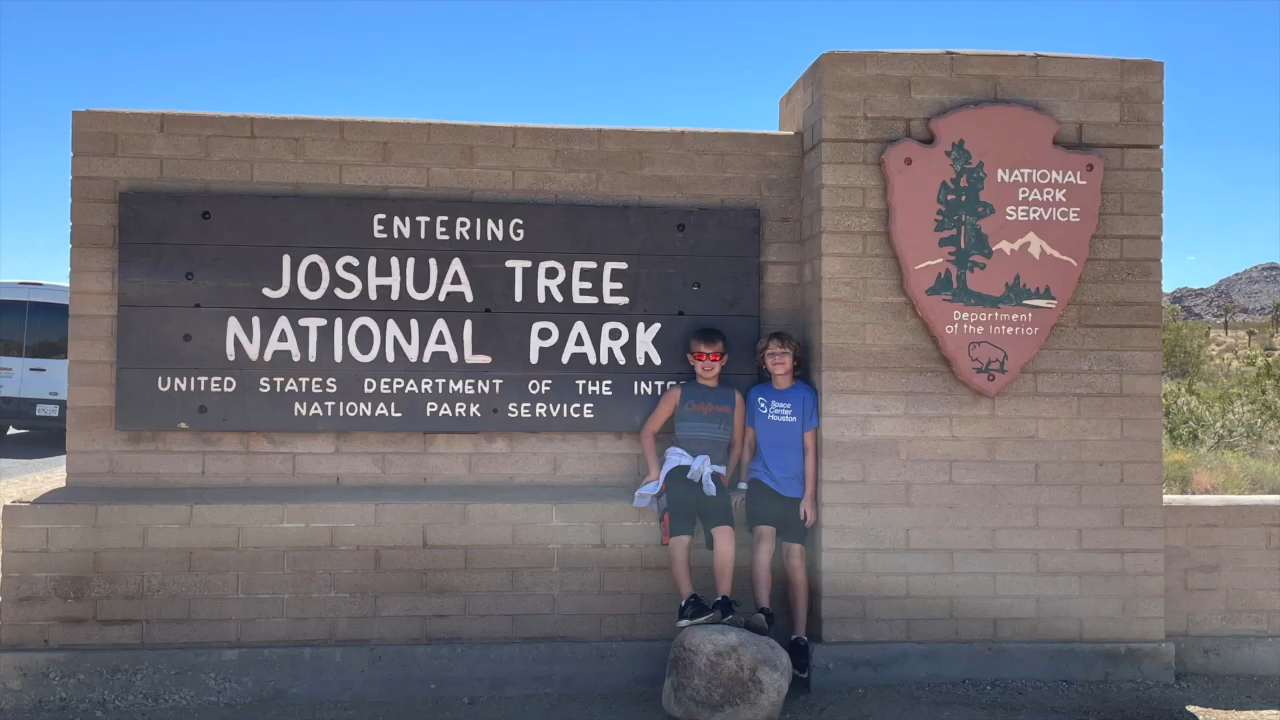 ENTERING
JOSHUA TREE
NATIONAL PARK
UNITED STATES DEPARTMENT OF THE
NATIONAL PARK SERVICE
NATIONAL
PARK
SERVICE
Department
of the Interior
California
Space
Center
Houston